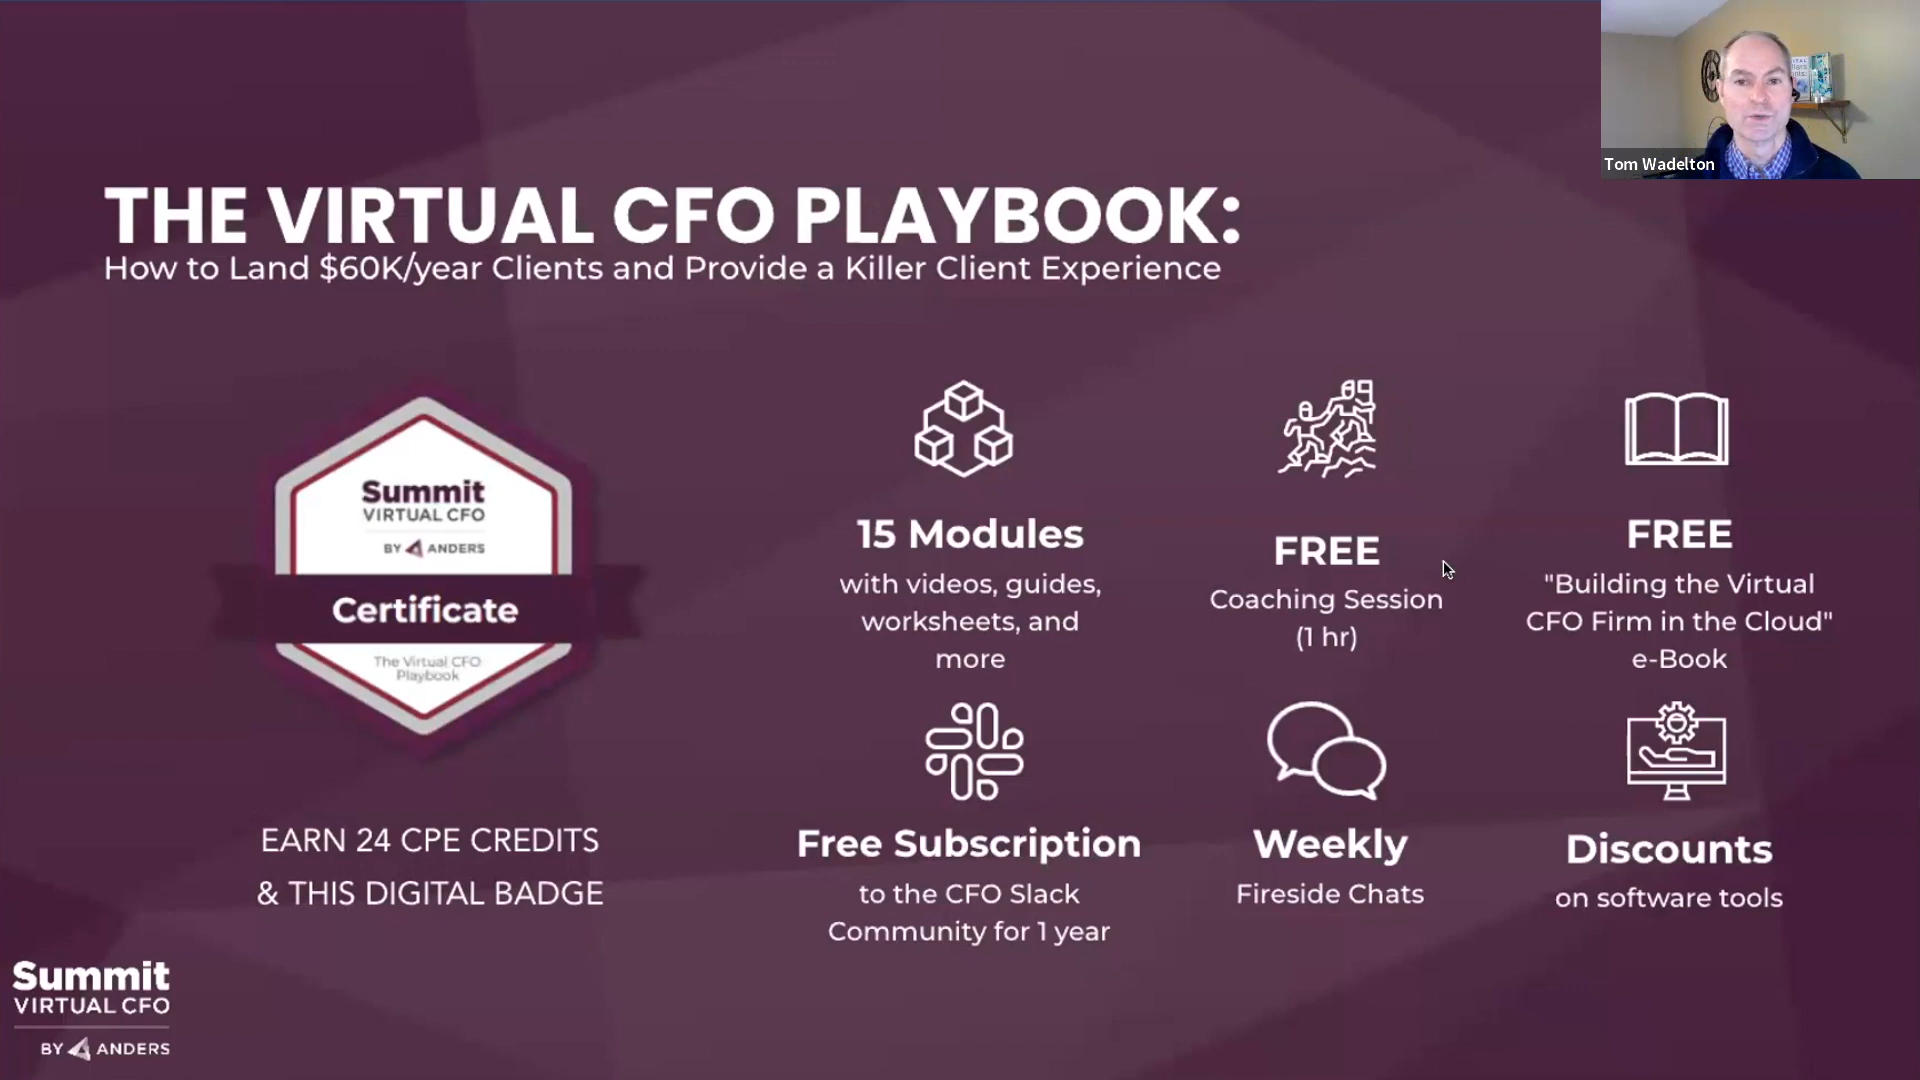 Tom Wadelton
THE VIRTUAL CFO PLAYBOOK:
How to Land $60K/year Clients and Provide a Killer Client Experience
Summit
VIRTUAL CFO
BY ANDERS
Certificate
The Virtual CFO
Playbook
EARN 24 CPE CREDITS
& THIS DIGITAL BADGE
15 Modules
with videos, guides,
worksheets, and
more
FREE
Coaching Session
(1 hr)
FREE
"Building the Virtual
CFO Firm in the Cloud"
e-Book
Free Subscription
to the CFO Slack
Community for 1 year
Weekly
Fireside Chats
Discounts
on software tools
Summit
VIRTUAL CFO
BY ANDERS